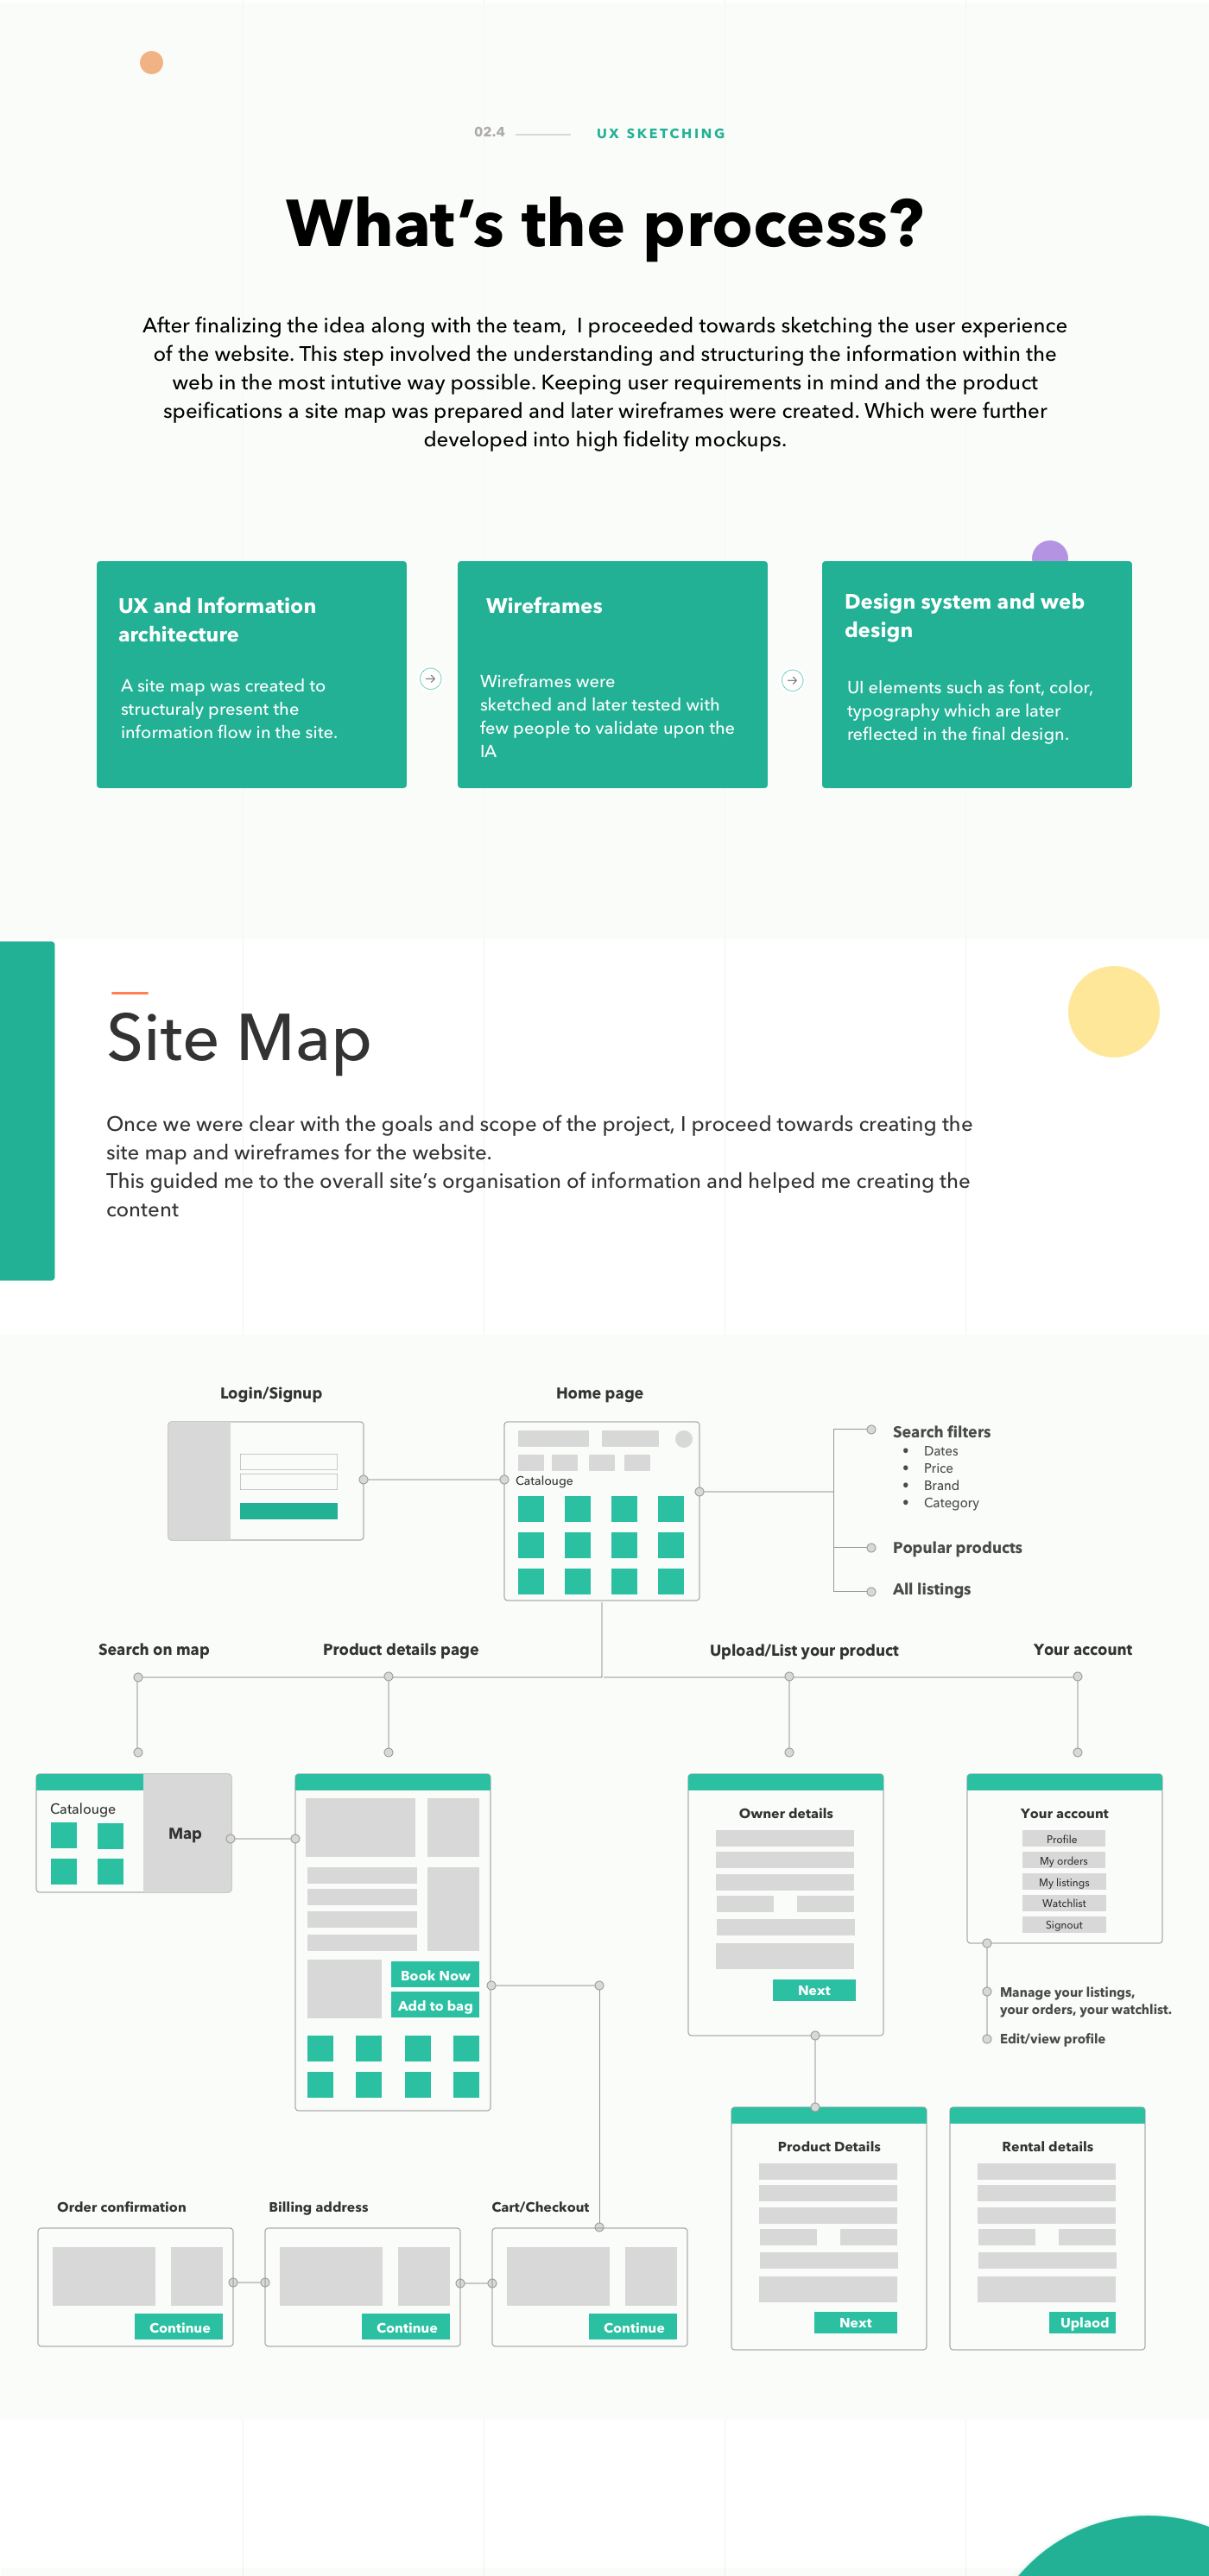 02.4
UX SKETCHING
What’s the process?
After finalizing the idea along with the team,  I proceeded towards sketching the user experience
of the website. This step involved the understanding and structuring the information within the
web in the most intutive way possible. Keeping user requirements in mind and the product
speifications a site map was prepared and later wireframes were created. Which were further
developed into high fidelity mockups.
UX and Information
architecture
A site map was created to
structuraly present the
information flow in the site.
Wireframes
Wireframes were
sketched and later tested with
few people to validate upon the
IA
Design system and web
design
UI elements such as font, color,
typography which are later
reflected in the final design.
Site Map
Once we were clear with the goals and scope of the project, I proceed towards creating the
site map and wireframes for the website.
This guided me to the overall site’s organisation of information and helped me creating the
content
Login/Signup
Home page
Catalouge
Search filters
• Dates
• Price
• Brand
• Category
Popular products
All listings
Search on map
Product details page
Upload/List your product
Your account
Catalouge
Map
Book Now
Add to bag
Owner details
Next
Your account
Profile
My orders
My listings
Watchlist
Signout
Manage your listings,
your orders, your watchlist.
Edit/view profile
Product Details
Next
Rental details
Uplaod
Order confirmation
Continue
Billing address
Continue
Cart/Checkout
Continue